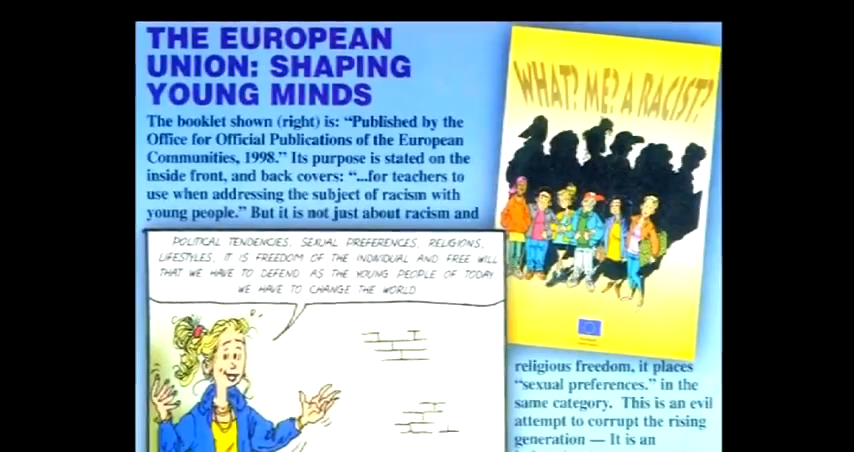 THE EUROPEAN
UNION: SHAPING
YOUNG MINDS
The booklet shown (right) is: “Published by the
Office for Official Publications of the European
Communities, 1998.” Its purpose is stated on the
inside front, and back covers: “...for teachers to
use when addressing the subject of racism with
young people.” But it is not just about racism and
WHAT? ME? A RACIST?
POLITICAL TENDENCIES, SEXUAL PREFERENCES, RELIGIONS,
LIFESTYLES, IT IS FREEDOM OF THE INDIVIDUAL AND FREE WILL
THAT WE HAVE TO DEFEND AS THE YOUNG PEOPLE OF TODAY
WE HAVE TO CHANGE THE WORLD
religious freedom, it places
“sexual preferences.” in the
same category. This is an evil
attempt to corrupt the rising
generation — It is an